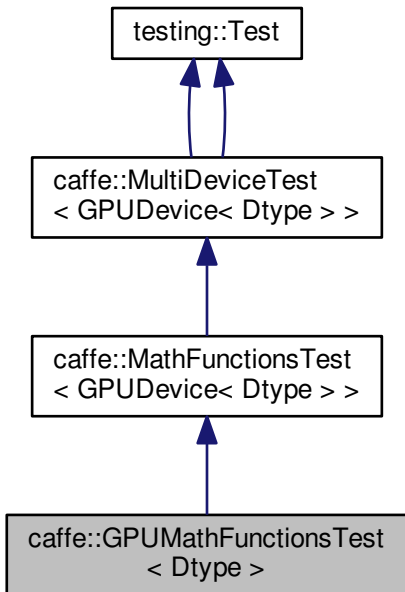 testing::Test
caffe::MultiDeviceTest
< GPUDevice< Dtype > >
caffe::MathFunctionsTest
< GPUDevice< Dtype > >
caffe::GPUMathFunctionsTest
< Dtype >